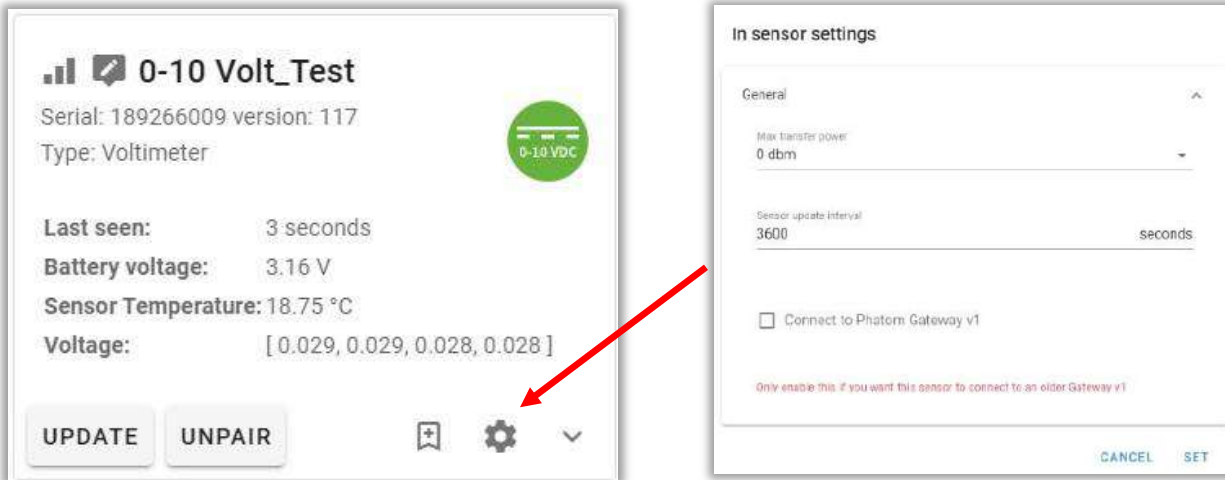 0-10 Volt_Test
Serial: 189266009 version: 117
Type: Voltimeter
0-10 VDC
Last seen: 3 seconds
Battery voltage: 3.16 V
Sensor Temperature: 18.75 °C
Voltage: [ 0.029, 0.029, 0.028, 0.028 ]
UPDATE UNPAIR
In sensor settings
General
Max transfer power
0 dbm
Sensor update interval
3600 seconds
Connect to Phatom Gateway v1
Only enable this if you want this sensor to connect to an older Gateway v1
CANCEL SET